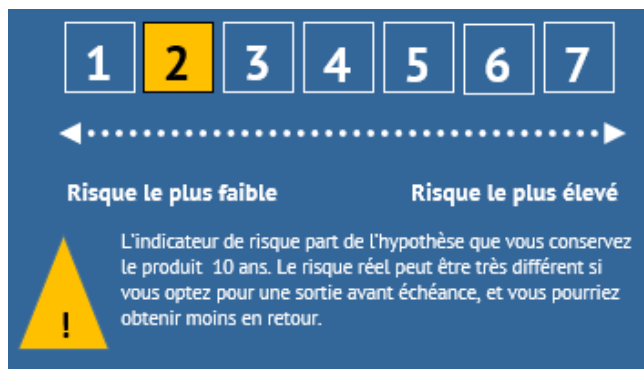 1 2 3 4 5 6 7
Risque le plus faible Risque le plus élevé
L'indicateur de risque part de l'hypothèse que vous conservez
le produit 10 ans. Le risque réel peut être très différent si
vous optez pour une sortie avant échéance, et vous pourriez
obtenir moins en retour.
!